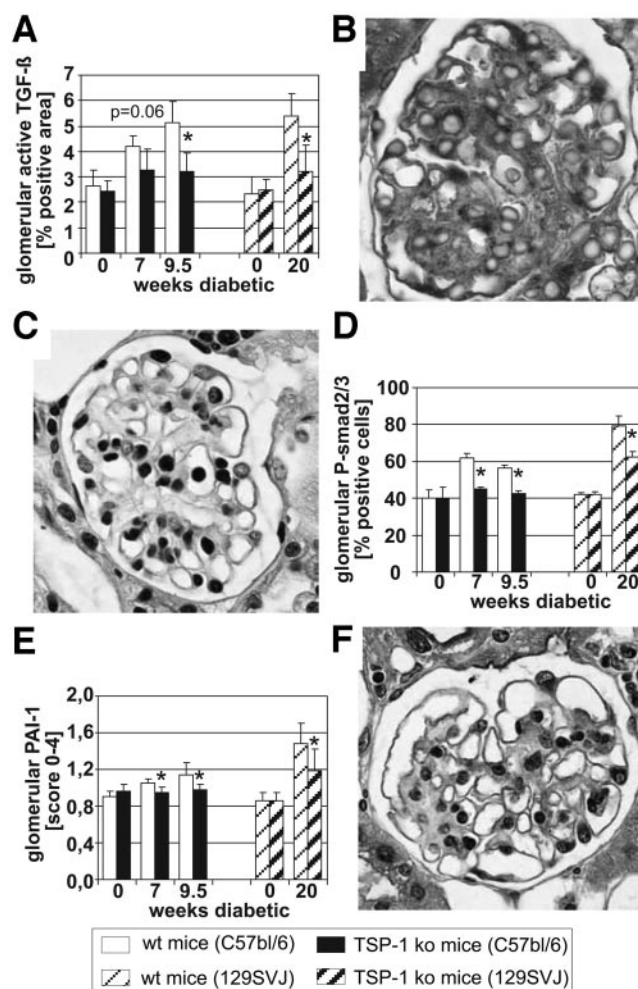 A
glomerular active TGF-ß
[% positive area]
7
6
5
4
3
2
1
0
p=0.06
*
*
0 7 9.5 0 20
weeks diabetic
B
C
D
glomerular P-smad2/3
[% positive cells]
100
80
60
40
20
0
* *
*
0 7 9.5 0 20
weeks diabetic
E
glomerular PAI-1
[score 0-4]
2,0
1,6
1,2
0,8
0,4
0,0
* *
*
0 7 9.5 0 20
weeks diabetic
F
wt mice (C57bl/6) TSP-1 ko mice (C57bl/6)
wt mice (129SVJ) TSP-1 ko mice (129SVJ)